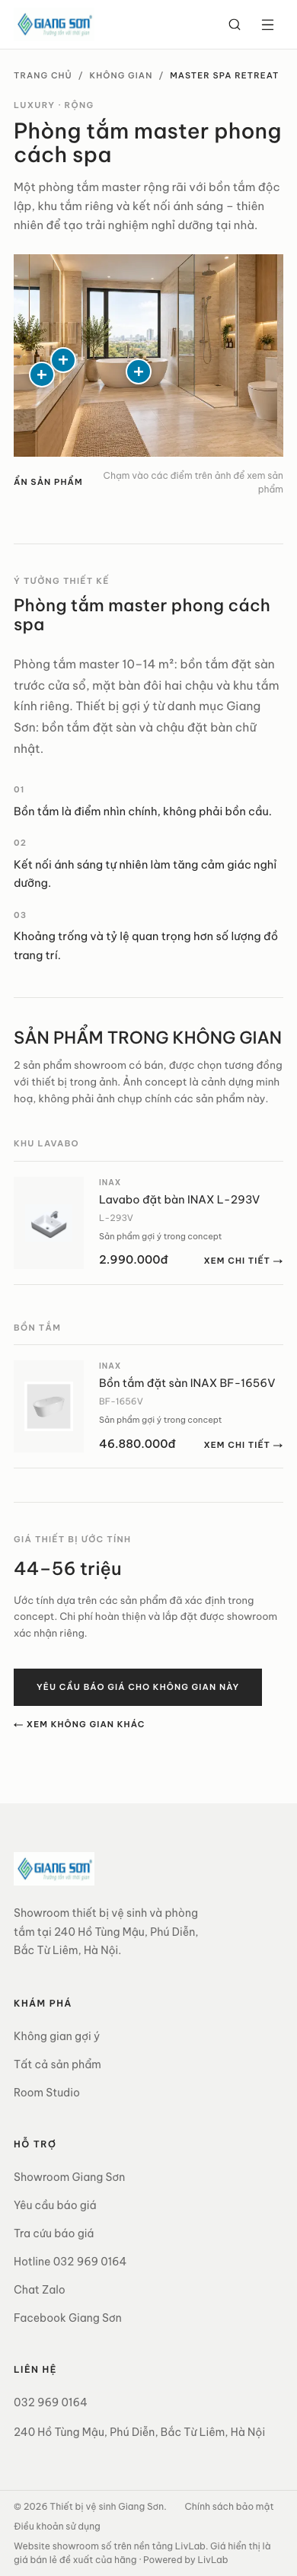 GIANG SƠN
TRANG CHỦ / KHÔNG GIAN / MASTER SPA RETREAT
LUXURY · RỘNG
Phòng tắm master phong
cách spa
Một phòng tắm master rộng rãi với bồn tắm độc
lập, khu tắm riêng và kết nối ánh sáng – thiên
nhiên để tạo trải nghiệm nghỉ dưỡng tại nhà.
ẨN SẢN PHẨM
Chạm vào các điểm trên ảnh để xem sản
phẩm
Ý TƯỞNG THIẾT KẾ
Phòng tắm master phong cách
spa
Phòng tắm master 10–14 m²: bồn tắm đặt sàn
trước cửa sổ, mặt bàn đôi hai chậu và khu tắm
kính riêng. Thiết bị gợi ý từ danh mục Giang
Sơn: bồn tắm đặt sàn và chậu đặt bàn chữ
nhật.
01
Bồn tắm là điểm nhìn chính, không phải bồn cầu.
02
Kết nối ánh sáng tự nhiên làm tăng cảm giác nghỉ
dưỡng.
03
Khoảng trống và tỷ lệ quan trọng hơn số lượng đồ
trang trí.
SẢN PHẨM TRONG KHÔNG GIAN
2 sản phẩm showroom có bán, được chọn tương đồng
với thiết bị trong ảnh. Ảnh concept là cảnh dựng minh
hoạ, không phải ảnh chụp chính các sản phẩm này.
KHU LAVABO
INAX
Lavabo đặt bàn INAX L-293V
L-293V
Sản phẩm gợi ý trong concept
2.990.000đ
XEM CHI TIẾT →
BỒN TẮM
INAX
Bồn tắm đặt sàn INAX BF-1656V
BF-1656V
Sản phẩm gợi ý trong concept
46.880.000đ
XEM CHI TIẾT →
GIÁ THIẾT BỊ ƯỚC TÍNH
44–56 triệu
Ước tính dựa trên các sản phẩm đã xác định trong
concept. Chi phí hoàn thiện và lắp đặt được showroom
xác nhận riêng.
YÊU CẦU BÁO GIÁ CHO KHÔNG GIAN NÀY
← XEM KHÔNG GIAN KHÁC
GIANG SƠN
Showroom thiết bị vệ sinh và phòng
tắm tại 240 Hồ Tùng Mậu, Phú Diễn,
Bắc Từ Liêm, Hà Nội.
KHÁM PHÁ
Không gian gợi ý
Tất cả sản phẩm
Room Studio
HỖ TRỢ
Showroom Giang Sơn
Yêu cầu báo giá
Tra cứu báo giá
Hotline 032 969 0164
Chat Zalo
Facebook Giang Sơn
LIÊN HỆ
032 969 0164
240 Hồ Tùng Mậu, Phú Diễn, Bắc Từ Liêm, Hà Nội
© 2026 Thiết bị vệ sinh Giang Sơn. Chính sách bảo mật
Điều khoản sử dụng
Website showroom số trên nền tảng LivLab. Giá hiển thị là
giá bán lẻ đề xuất của hãng · Powered by LivLab